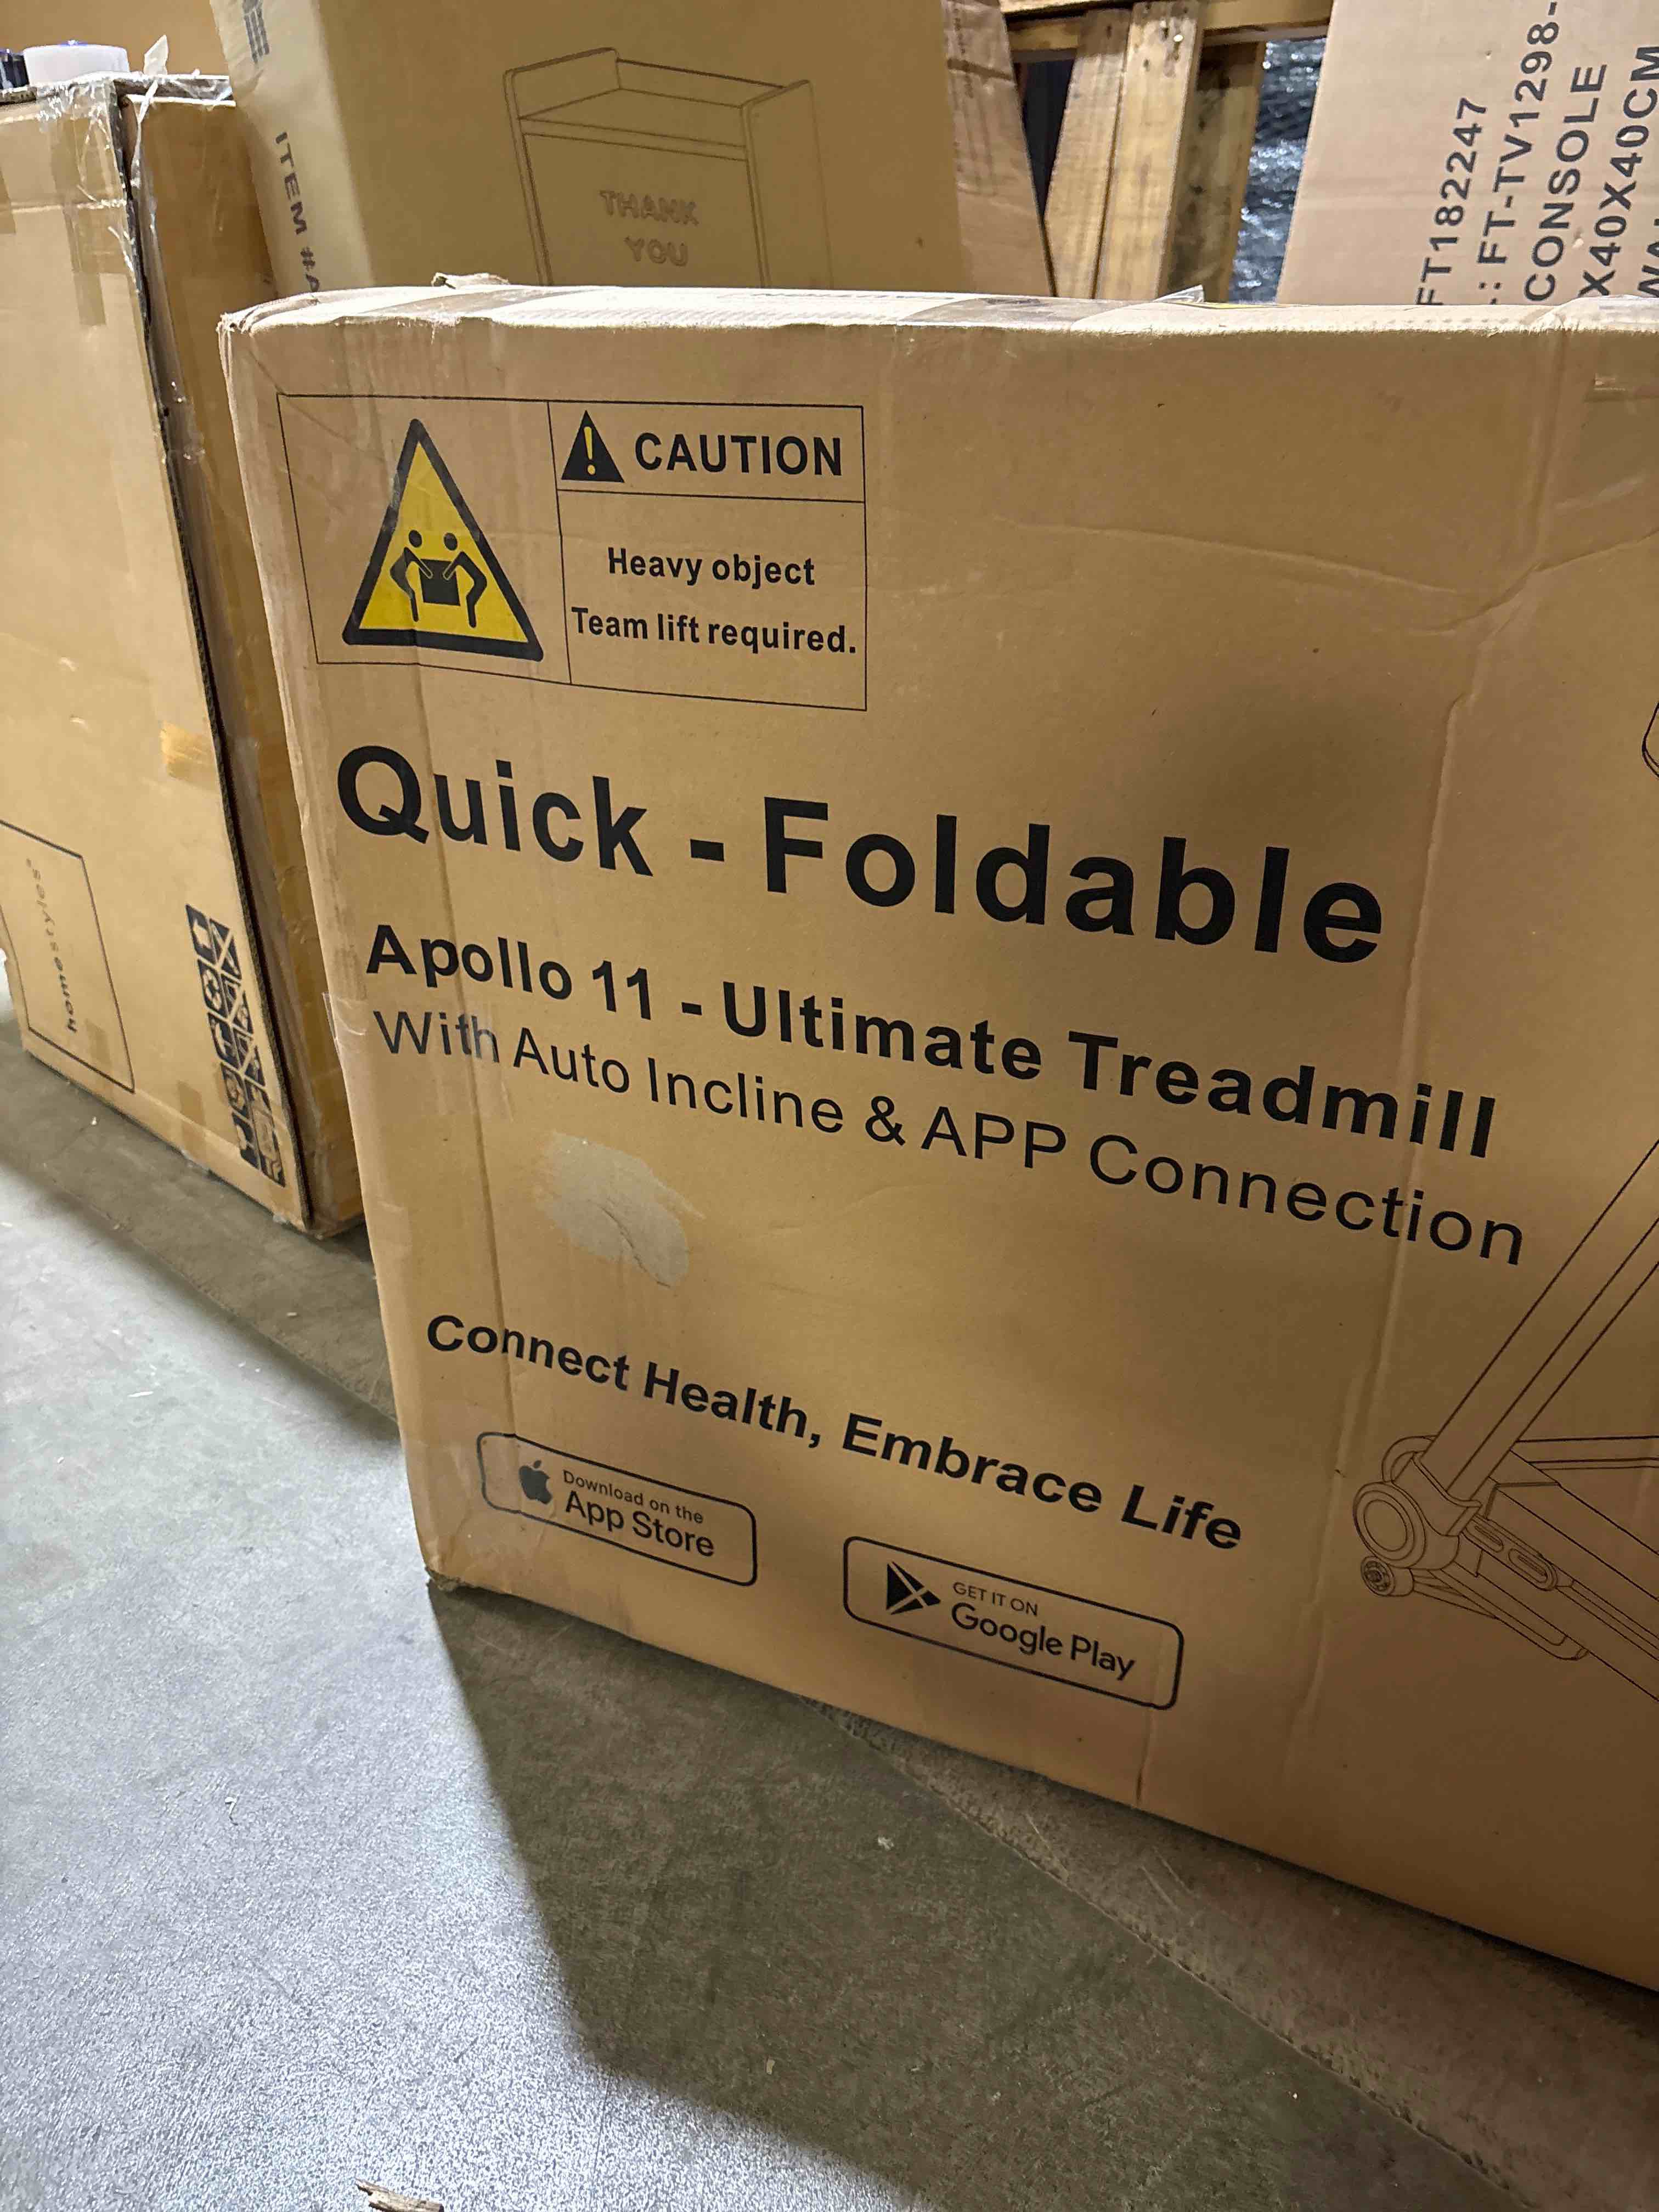 ITEM #A
THANK
YOU
FT182247
.: FT-TV1298-
CONSOLE
X40X40CM
homestyles
CAUTION
Heavy object
Team lift required.
Quick - Foldable
Apollo 11 - Ultimate Treadmill
With Auto Incline & APP Connection
Connect Health, Embrace Life
Download on the
App Store
GET IT ON
Google Play